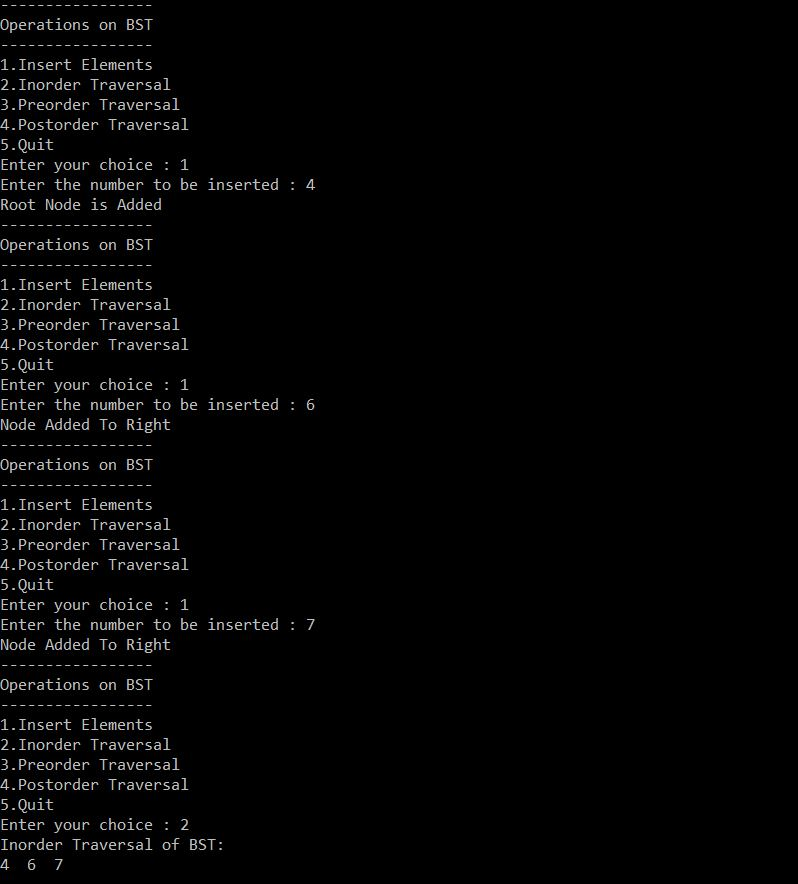 -----------------
Operations on BST
-----------------
1.Insert Elements
2.Inorder Traversal
3.Preorder Traversal
4.Postorder Traversal
5.Quit
Enter your choice : 1
Enter the number to be inserted : 4
Root Node is Added
-----------------
Operations on BST
-----------------
1.Insert Elements
2.Inorder Traversal
3.Preorder Traversal
4.Postorder Traversal
5.Quit
Enter your choice : 1
Enter the number to be inserted : 6
Node Added To Right
-----------------
Operations on BST
-----------------
1.Insert Elements
2.Inorder Traversal
3.Preorder Traversal
4.Postorder Traversal
5.Quit
Enter your choice : 1
Enter the number to be inserted : 7
Node Added To Right
-----------------
Operations on BST
-----------------
1.Insert Elements
2.Inorder Traversal
3.Preorder Traversal
4.Postorder Traversal
5.Quit
Enter your choice : 2
Inorder Traversal of BST:
4  6  7